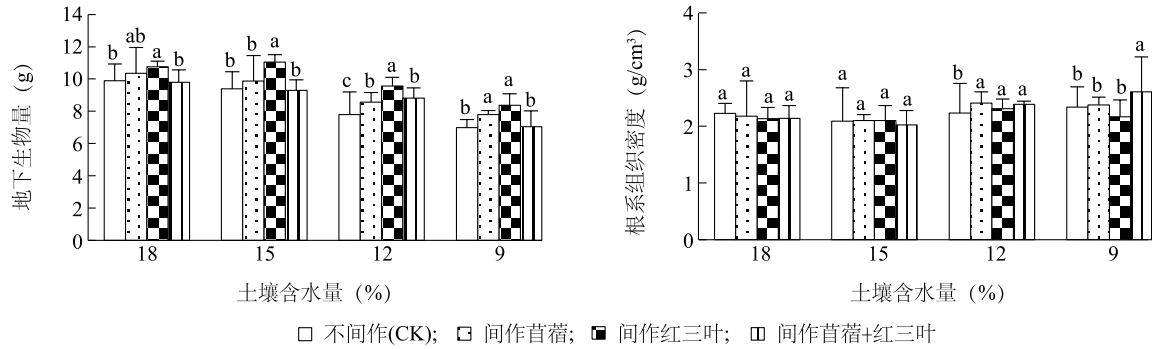 14
12
10
8
6
4
2
0
地下生物量（g）
b ab a b
b b a b
c b a b
b a a b
18 15 12 9
土壤含水量（%）
4
3
2
1
0
根系组织密度（g/cm³）
a a a a
a a a a
b a a a
b b b a
18 15 12 9
土壤含水量（%）
不间作(CK); 间作苜蓿; 间作红三叶; 间作苜蓿+红三叶